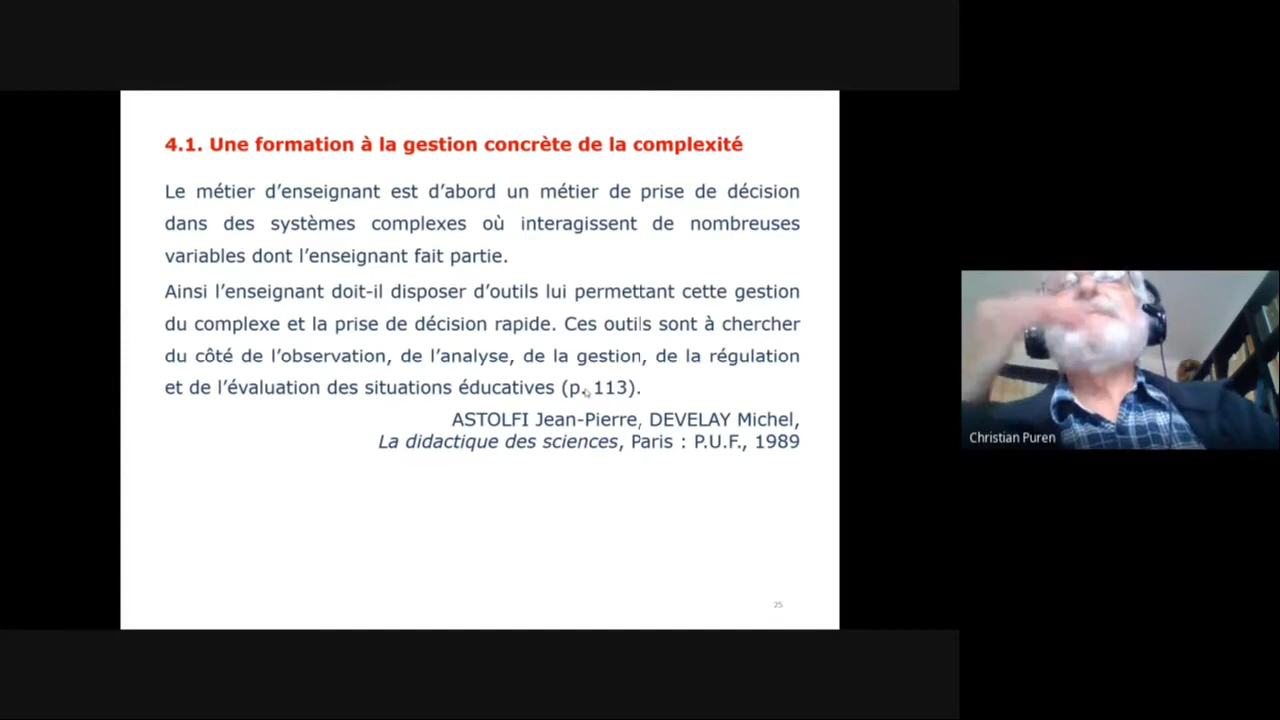 4.1. Une formation à la gestion concrète de la complexité
Le métier d’enseignant est d’abord un métier de prise de décision
dans des systèmes complexes où interagissent de nombreuses
variables dont l’enseignant fait partie.
Ainsi l’enseignant doit-il disposer d’outils lui permettant cette gestion
du complexe et la prise de décision rapide. Ces outils sont à chercher
du côté de l’observation, de l’analyse, de la gestion, de la régulation
et de l’évaluation des situations éducatives (p. 113).
ASTOLFI Jean-Pierre, DEVELAY Michel,
La didactique des sciences, Paris : P.U.F., 1989
25
Christian Puren